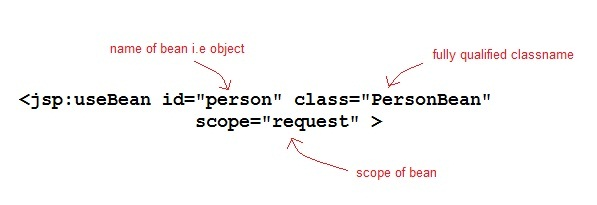 name of bean i.e object
fully qualified classname
<jsp:useBean id="person" class="PersonBean"
scope="request" >
scope of bean